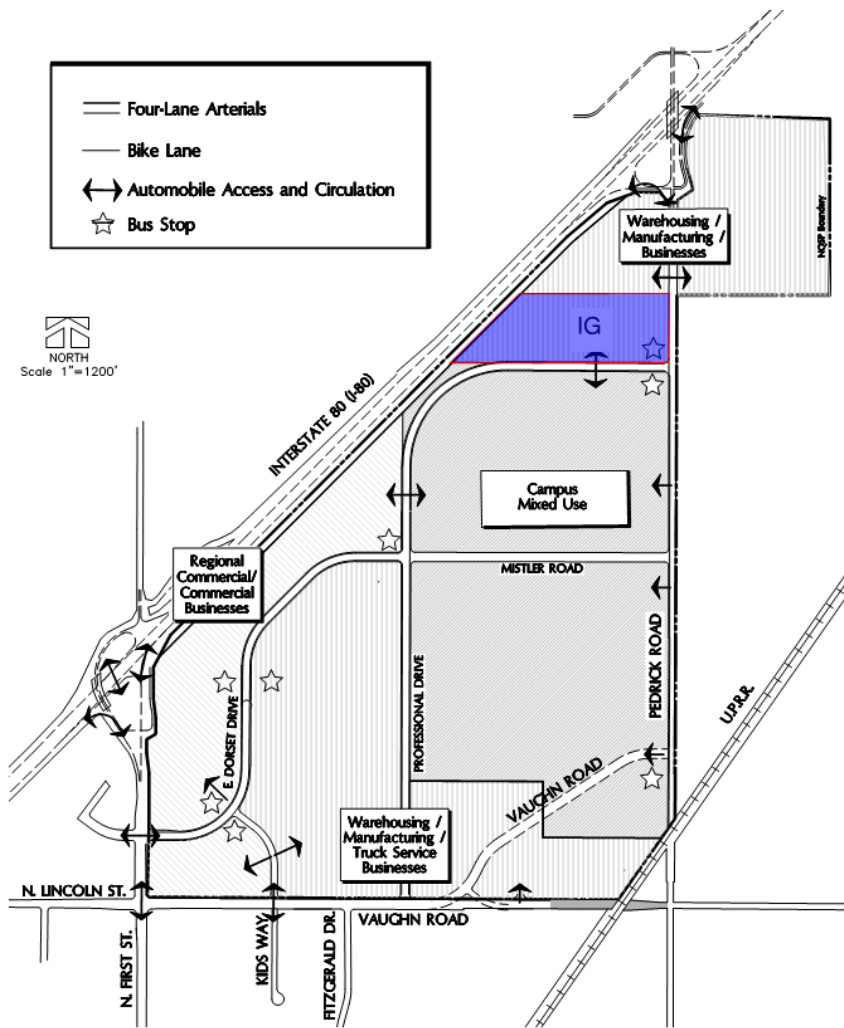 Four-Lane Arterials
Bike Lane
Automobile Access and Circulation
Bus Stop
NORTH
Scale 1"=1200'
INTERSTATE 80 (I-80)
Warehousing /
Manufacturing /
Businesses
NQSP Boundary
IG
Campus
Mixed Use
MISTLER ROAD
Regional
Commercial/
Commercial
Businesses
E. DORSET DRIVE
PROFESSIONAL DRIVE
PEDRICK ROAD
U.P.R.R.
VAUGHN ROAD
Warehousing /
Manufacturing /
Truck Service
Businesses
N. LINCOLN ST.
VAUGHN ROAD
N. FIRST ST.
KIDS WAY
FITZGERALD DR.